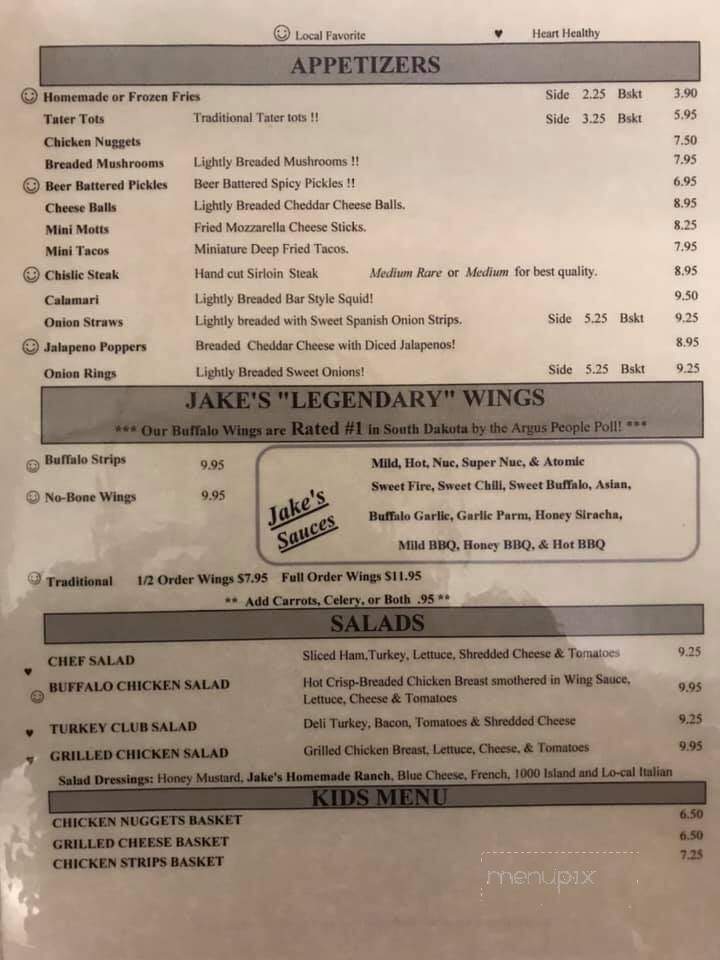 Local Favorite ♥ Heart Healthy
APPETIZERS
Homemade or Frozen Fries Side 2.25 Bskt 3.90
Tater Tots Traditional Tater tots !! Side 3.25 Bskt 5.95
Chicken Nuggets 7.50
Breaded Mushrooms Lightly Breaded Mushrooms !! 7.95
Beer Battered Pickles Beer Battered Spicy Pickles !! 6.95
Cheese Balls Lightly Breaded Cheddar Cheese Balls. 8.95
Mini Motts Fried Mozzarella Cheese Sticks. 8.25
Mini Tacos Miniature Deep Fried Tacos. 7.95
Chislic Steak Hand cut Sirloin Steak Medium Rare or Medium for best quality. 8.95
Calamari Lightly Breaded Bar Style Squid! 9.50
Onion Straws Lightly breaded with Sweet Spanish Onion Strips. Side 5.25 Bskt 9.25
Jalapeno Poppers Breaded Cheddar Cheese with Diced Jalapenos! 8.95
Onion Rings Lightly Breaded Sweet Onions! Side 5.25 Bskt 9.25
JAKE'S "LEGENDARY" WINGS
*** Our Buffalo Wings are Rated #1 in South Dakota by the Argus People Poll! ***
Buffalo Strips 9.95
No-Bone Wings 9.95
Jake's
Sauces
Mild, Hot, Nuc, Super Nuc, & Atomic
Sweet Fire, Sweet Chili, Sweet Buffalo, Asian,
Buffalo Garlic, Garlic Parm, Honey Siracha,
Mild BBQ, Honey BBQ, & Hot BBQ
Traditional 1/2 Order Wings $7.95 Full Order Wings $11.95
** Add Carrots, Celery, or Both .95 **
SALADS
♥ CHEF SALAD Sliced Ham,Turkey, Lettuce, Shredded Cheese & Tomatoes 9.25
BUFFALO CHICKEN SALAD Hot Crisp-Breaded Chicken Breast smothered in Wing Sauce, 9.95
Lettuce, Cheese & Tomatoes
♥ TURKEY CLUB SALAD Deli Turkey, Bacon, Tomatoes & Shredded Cheese 9.25
♥ GRILLED CHICKEN SALAD Grilled Chicken Breast, Lettuce, Cheese, & Tomatoes 9.95
Salad Dressings: Honey Mustard, Jake's Homemade Ranch, Blue Cheese, French, 1000 Island and Lo-cal Italian
KIDS MENU
CHICKEN NUGGETS BASKET 6.50
GRILLED CHEESE BASKET 6.50
CHICKEN STRIPS BASKET 7.25
menupix